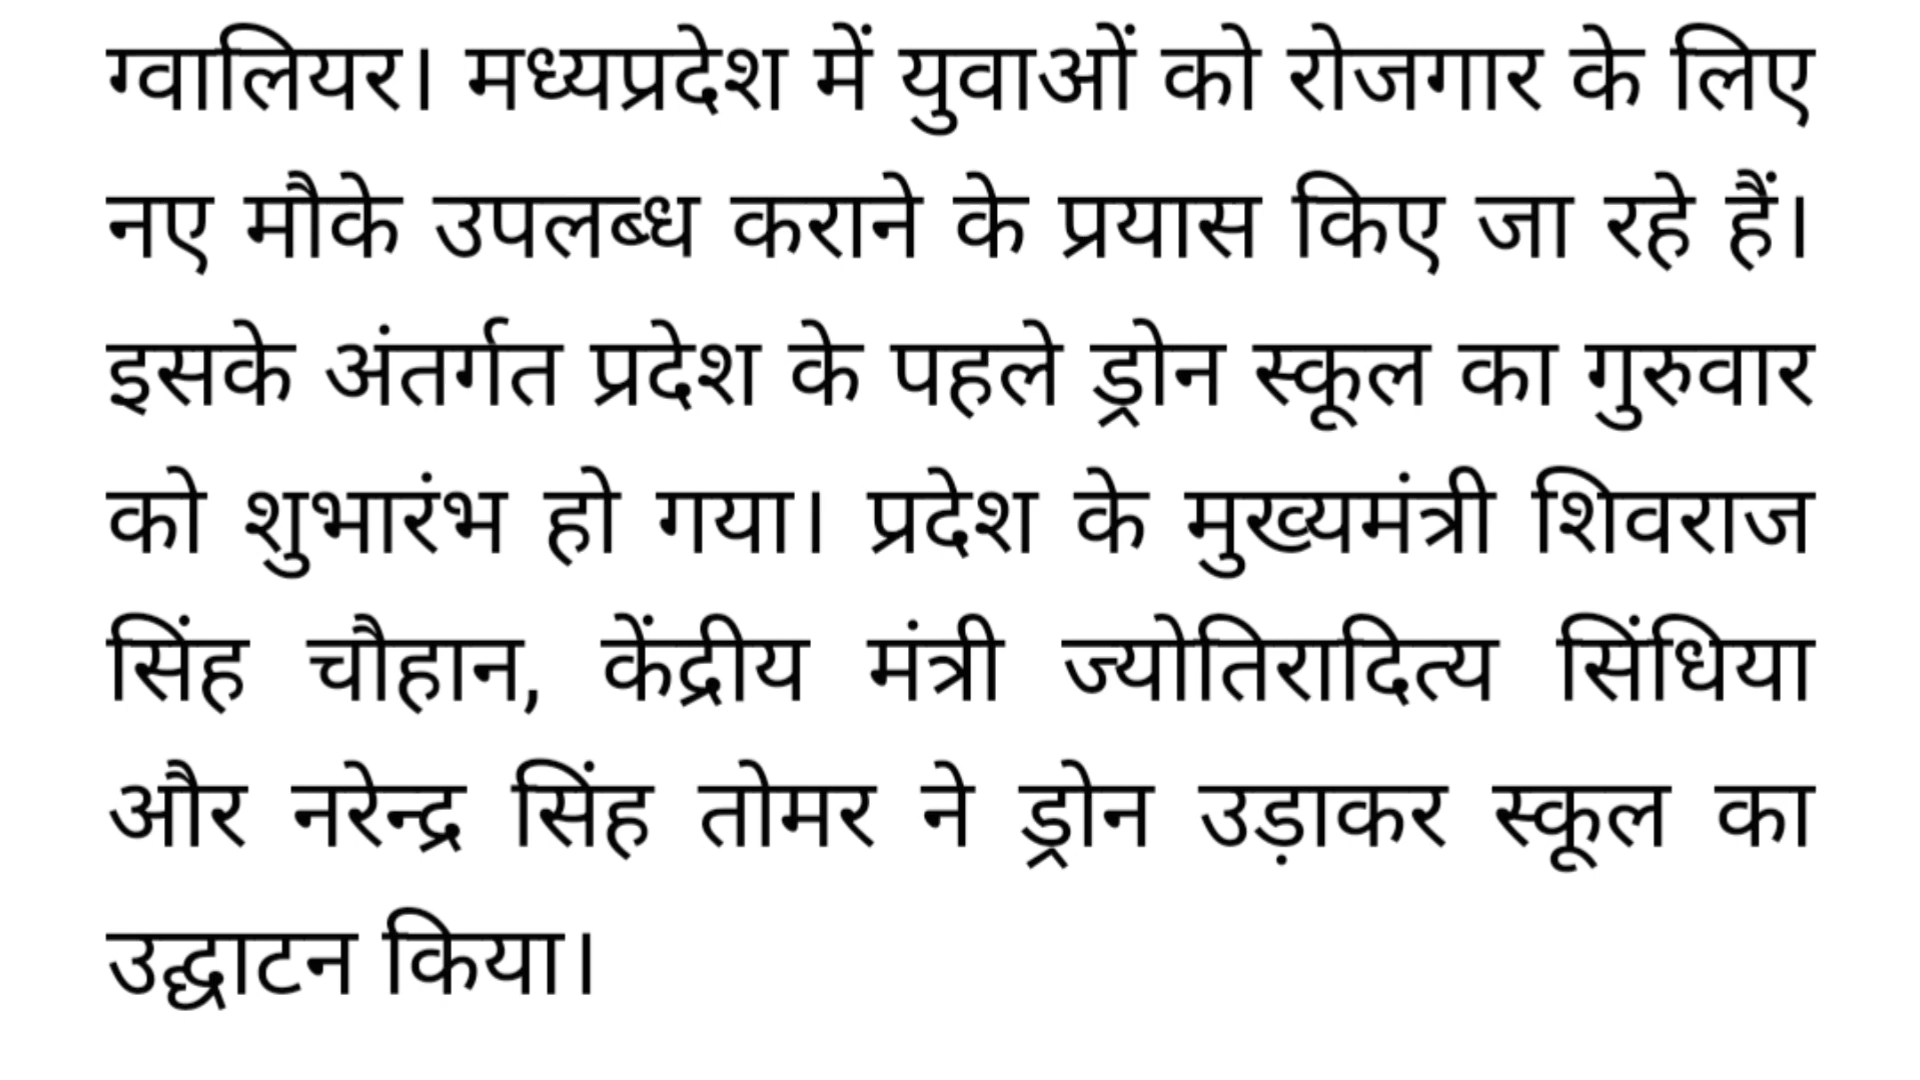 ग्वालियर। मध्यप्रदेश में युवाओं को रोजगार के लिए
नए मौके उपलब्ध कराने के प्रयास किए जा रहे हैं।
इसके अंतर्गत प्रदेश के पहले ड्रोन स्कूल का गुरुवार
को शुभारंभ हो गया। प्रदेश के मुख्यमंत्री शिवराज
सिंह चौहान, केंद्रीय मंत्री ज्योतिरादित्य सिंधिया
और नरेन्द्र सिंह तोमर ने ड्रोन उड़ाकर स्कूल का
उद्घाटन किया।